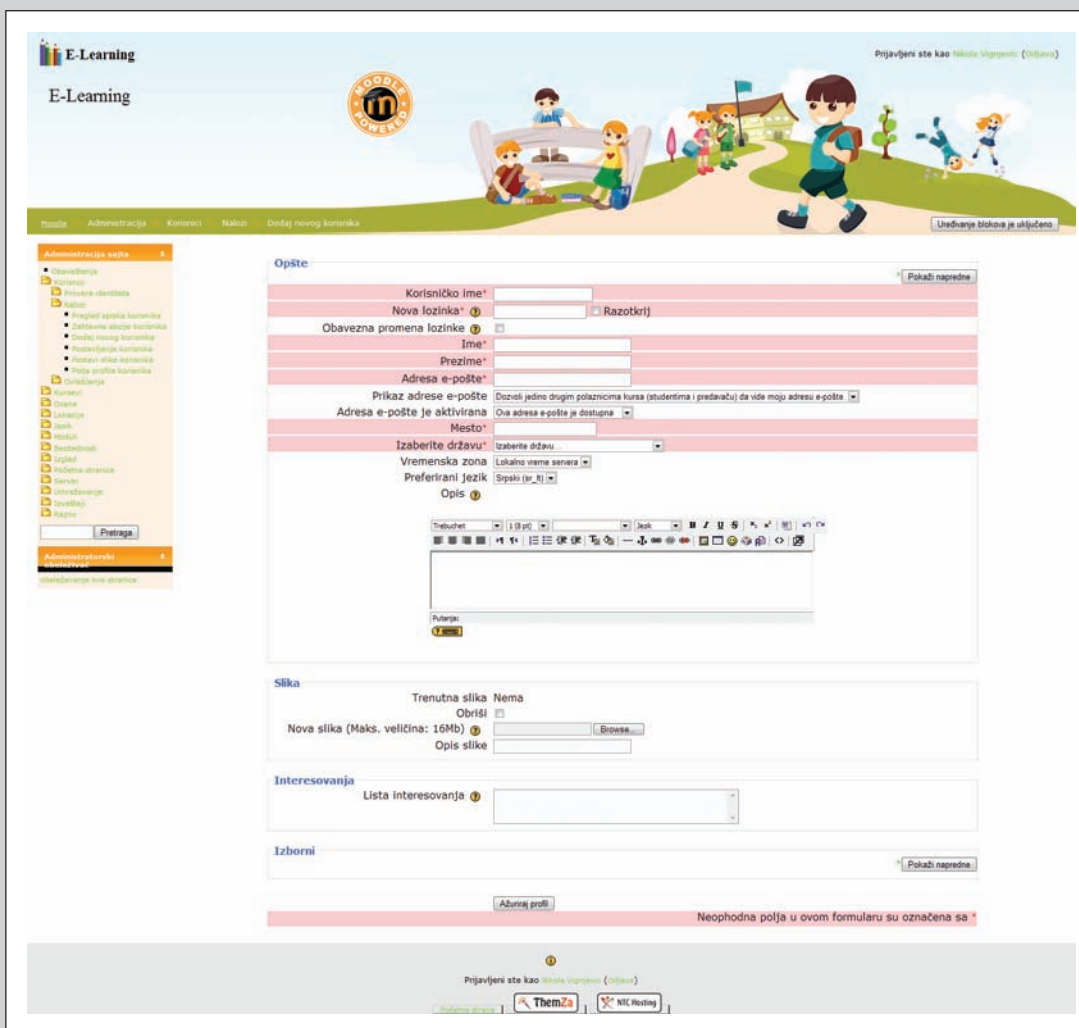 E-Learning
Prijavljeni ste kao Nikola Vignjevic (Odjava)
E-Learning
MOODLE
m
POWERED
Moodle Administracija Korisnici Nalozi Dodaj novog korisnika
Uređivanje blokova je uključeno
Administracija sajta
Obaveštenja
Korisnici
Provera identiteta
Nalozi
Pregled spiska korisnika
Zahtevne akcije korisnika
Dodaj novog korisnika
Postavljanje korisnika
Postavi slike korisnika
Polja profila korisnika
Ovlašćenja
Kursevi
Ocene
Lokacija
Jezik
Moduli
Bezbednost
Izgled
Početna stranica
Server
Umrežavanje
Izveštaji
Razno
Pretraga
Administratorski
obeleživač
obeležavanje ove stranice
Opšte
* Pokaži napredne
Korisničko ime*
Nova lozinka* Razotkrij
Obavezna promena lozinke
Ime*
Prezime*
Adresa e-pošte*
Prikaz adrese e-pošte Dozvoli jedino drugim polaznicima kursa (studentima i predavaču) da vide moju adresu e-pošte.
Adresa e-pošte je aktivirana Ova adresa e-pošte je dostupna
Mesto*
Izaberite državu* Izaberite državu...
Vremenska zona Lokalno vreme servera
Preferirani jezik Srpski (sr_lt)
Opis
Trebuchet 1 (8 pt) Jezik B I U S
Putanja:
Slika
Trenutna slika Nema
Obriši
Nova slika (Maks. veličina: 16Mb) Browse...
Opis slike
Interesovanja
Lista interesovanja
Izborni
* Pokaži napredne
Ažuriraj profil
Neophodna polja u ovom formularu su označena sa *
Prijavljeni ste kao Nikola Vignjevic (Odjava)
Početna strana ThemZa NTC Hosting